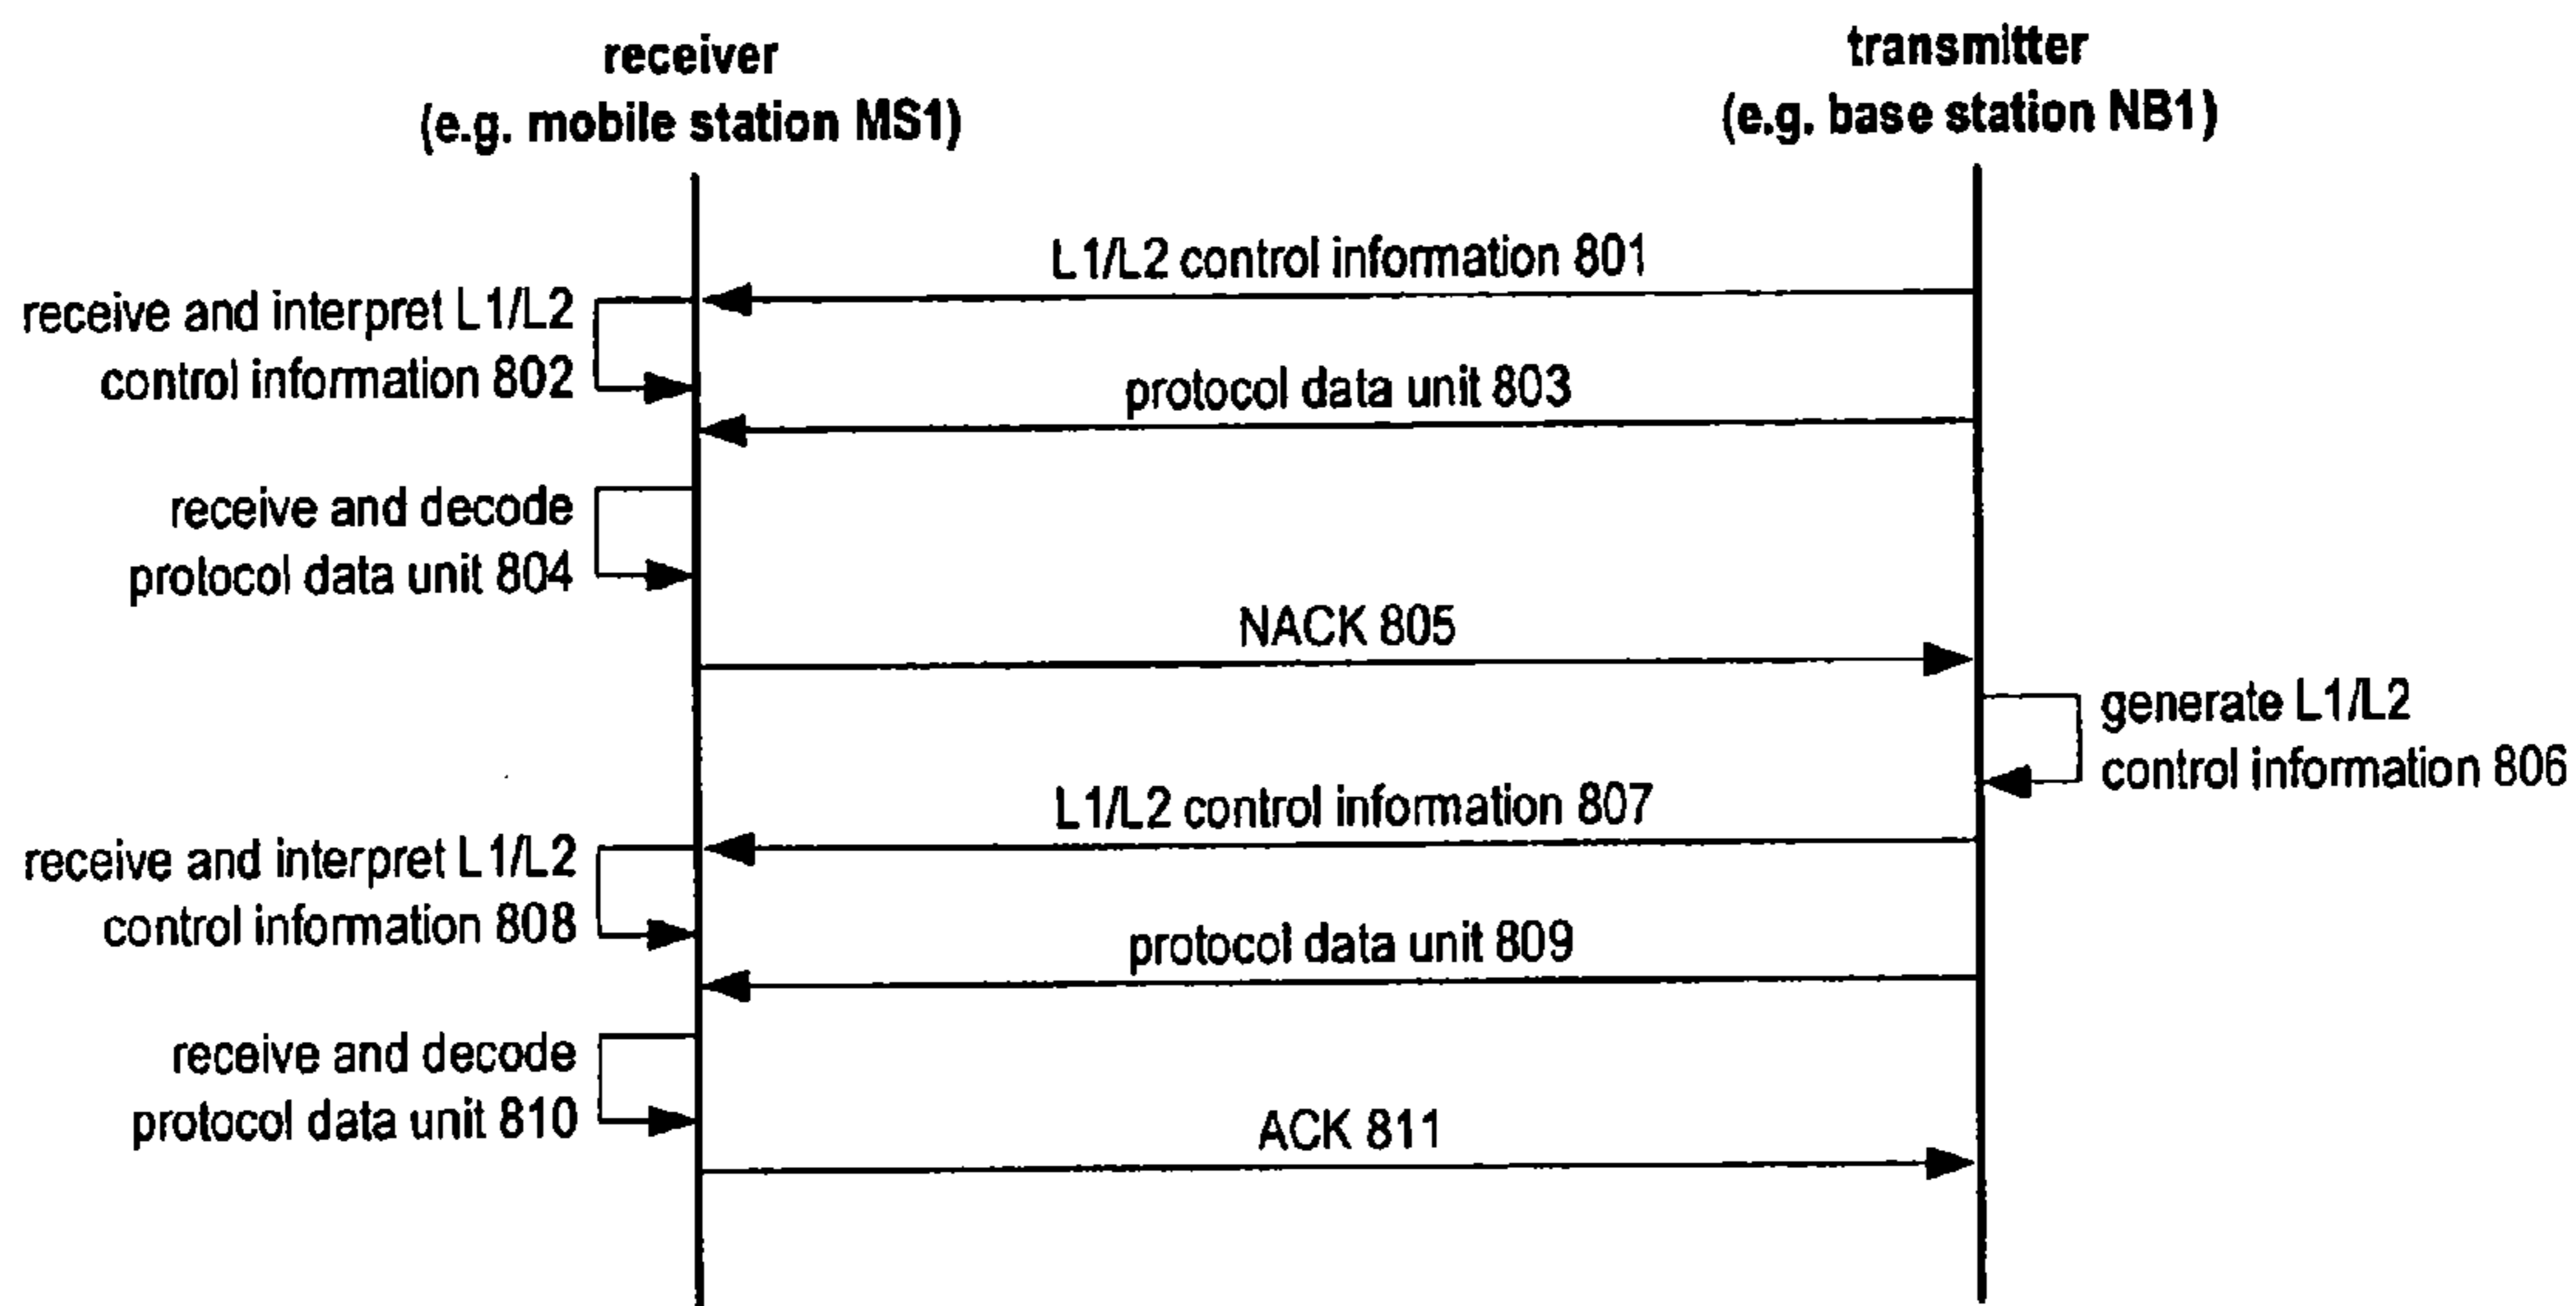 receiver
(e.g. mobile station MS1)
transmitter
(e.g. base station NB1)
L1/L2 control information 801
receive and interpret L1/L2
control information 802
protocol data unit 803
receive and decode
protocol data unit 804
NACK 805
generate L1/L2
control information 806
L1/L2 control information 807
receive and interpret L1/L2
control information 808
protocol data unit 809
receive and decode
protocol data unit 810
ACK 811